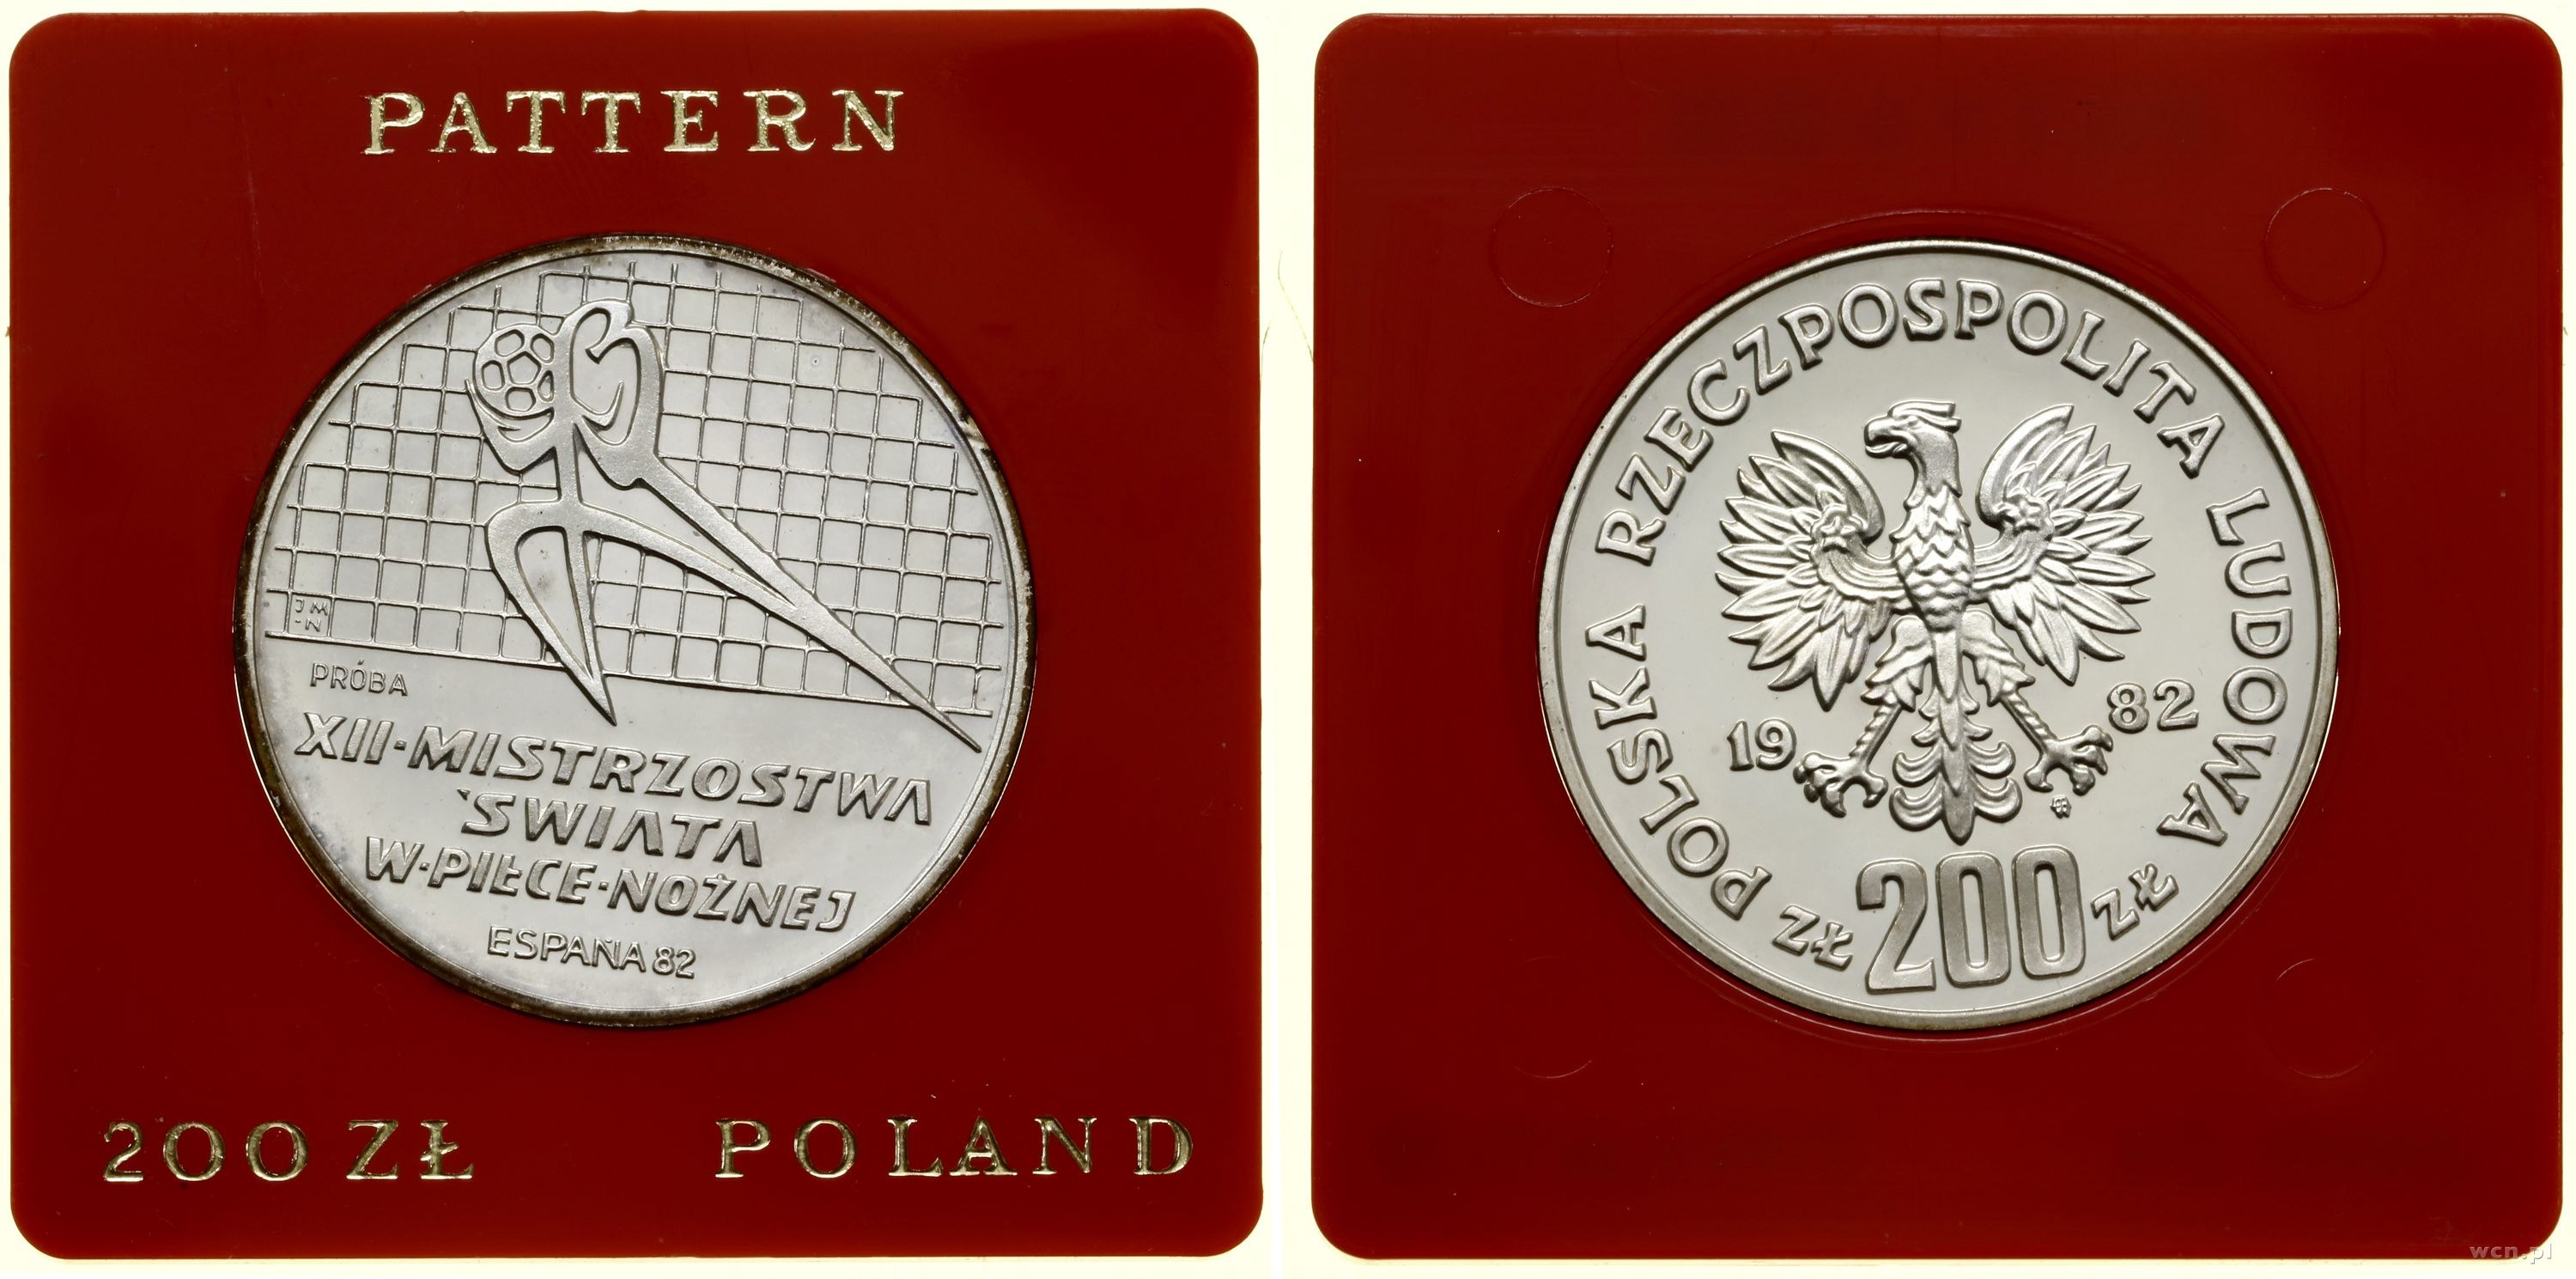 PATTERN
J M
-N
PRÓBA
XII·MISTRZOSTWA
ŚWIATA
W·PIŁCE·NOŻNEJ
ESPAÑA 82
200 ZŁ POLAND
POLSKA RZECZPOSPOLITA LUDOWA
19 82
ZŁ 200 ZŁ
wcn.pl